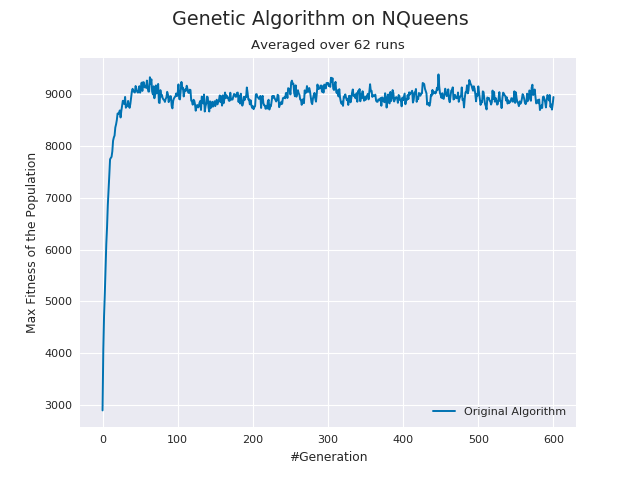 Genetic Algorithm on NQueens
Averaged over 62 runs
Max Fitness of the Population
9000
8000
7000
6000
5000
4000
3000
Original Algorithm
0 100 200 300 400 500 600
#Generation